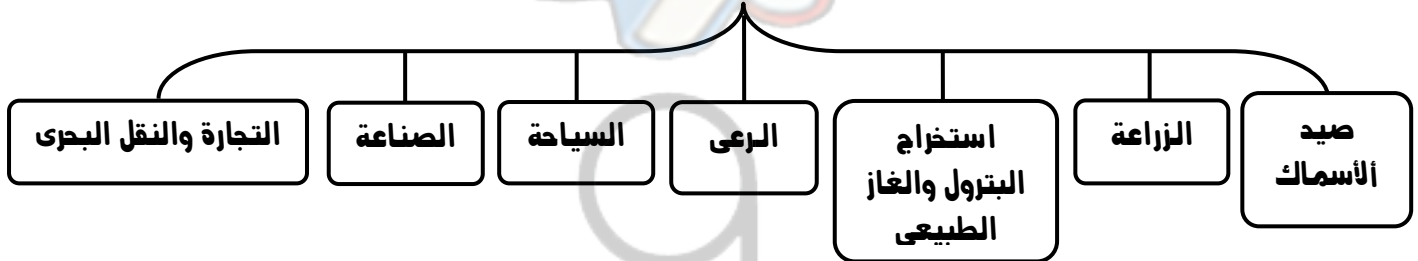 صيد
ألأسماك
الزراعة
استخراج
البترول والغاز
الطبيعى
الرعى
السياحة
الصناعة
التجارة والنقل البحرى